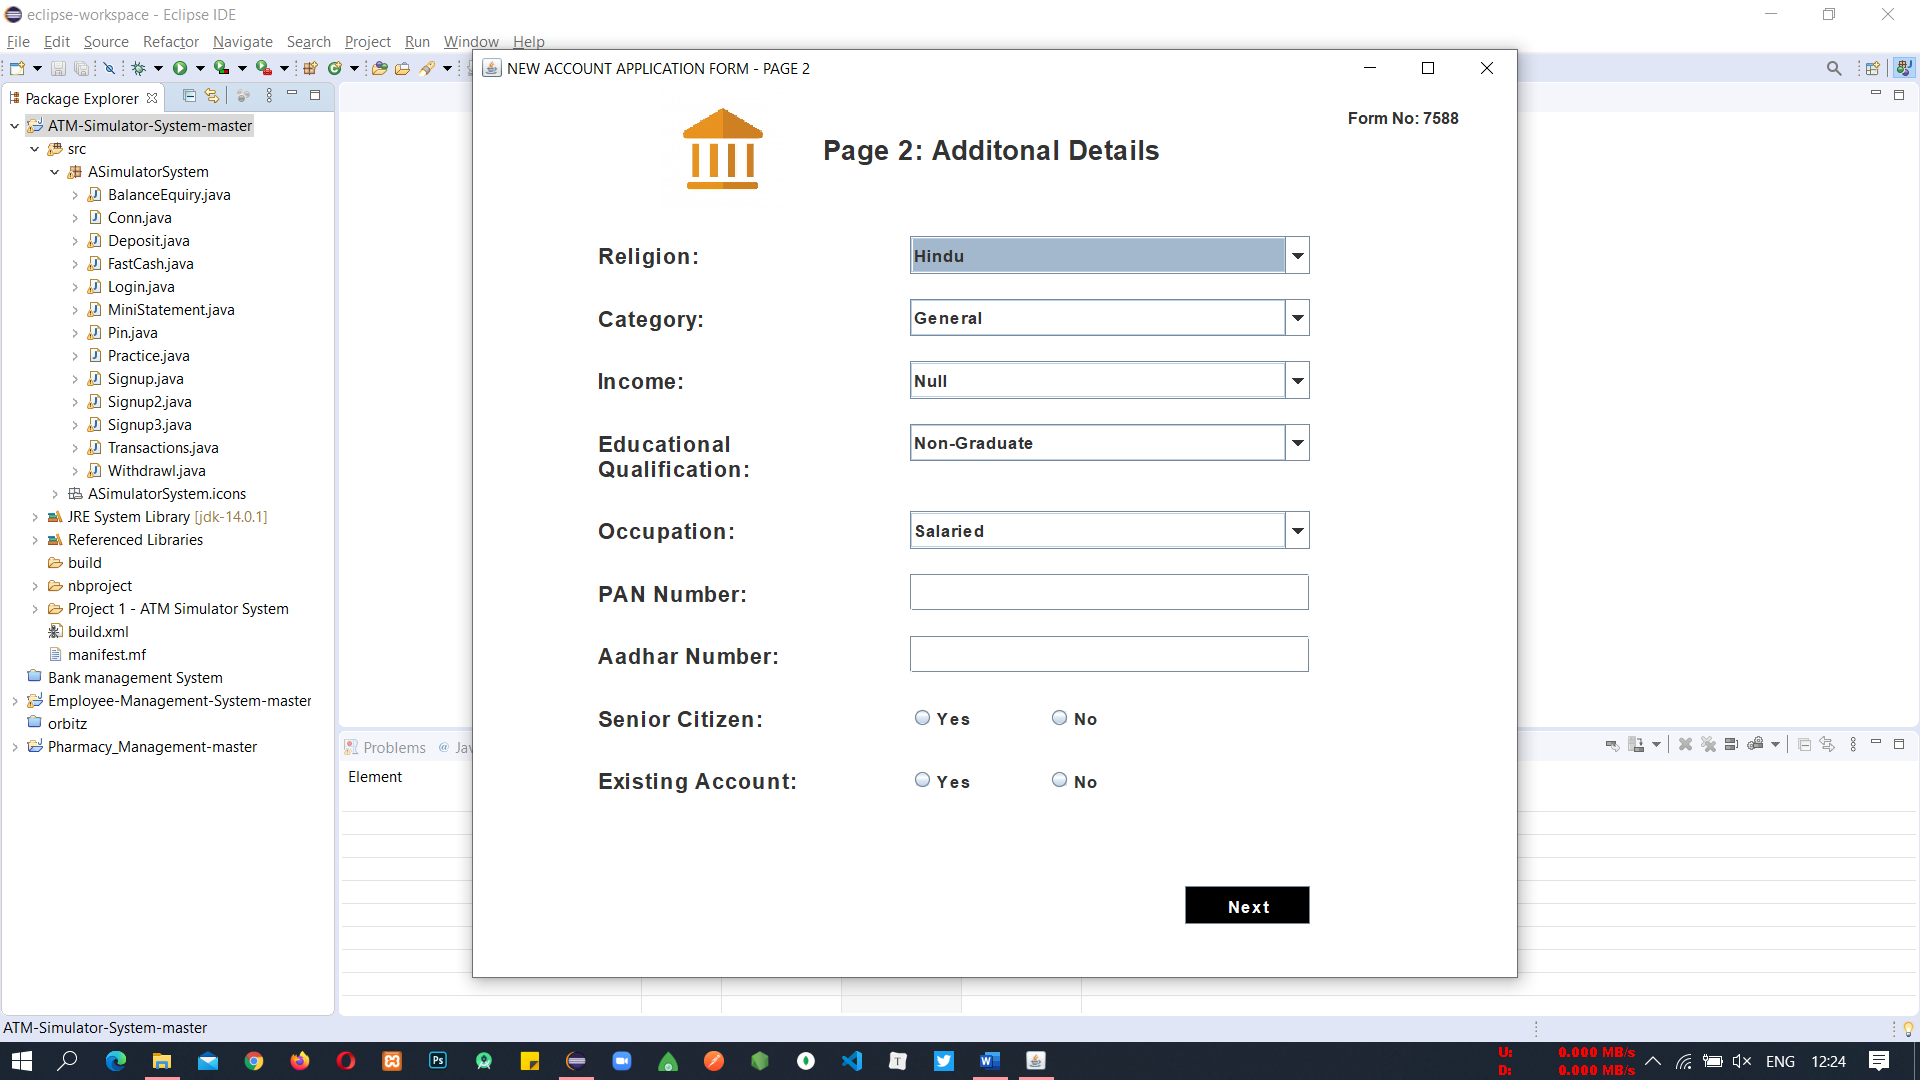 eclipse-workspace - Eclipse IDE
File Edit Source Refactor Navigate Search Project Run Window Help
Package Explorer
ATM-Simulator-System-master
src
ASimulatorSystem
BalanceEquiry.java
Conn.java
Deposit.java
FastCash.java
Login.java
MiniStatement.java
Pin.java
Practice.java
Signup.java
Signup2.java
Signup3.java
Transactions.java
Withdrawl.java
ASimulatorSystem.icons
JRE System Library [jdk-14.0.1]
Referenced Libraries
build
nbproject
Project 1 - ATM Simulator System
build.xml
manifest.mf
Bank management System
Employee-Management-System-master
orbitz
Pharmacy_Management-master
NEW ACCOUNT APPLICATION FORM - PAGE 2
Form No: 7588
Page 2: Additonal Details
Religion: Hindu
Category: General
Income: Null
Educational Non-Graduate
Qualification:
Occupation: Salaried
PAN Number:
Aadhar Number:
Senior Citizen: Yes No
Existing Account: Yes No
Next
Problems @ Jav
Element
ATM-Simulator-System-master
U: 0.000 MB/s
D: 0.000 MB/s
ENG 12:24